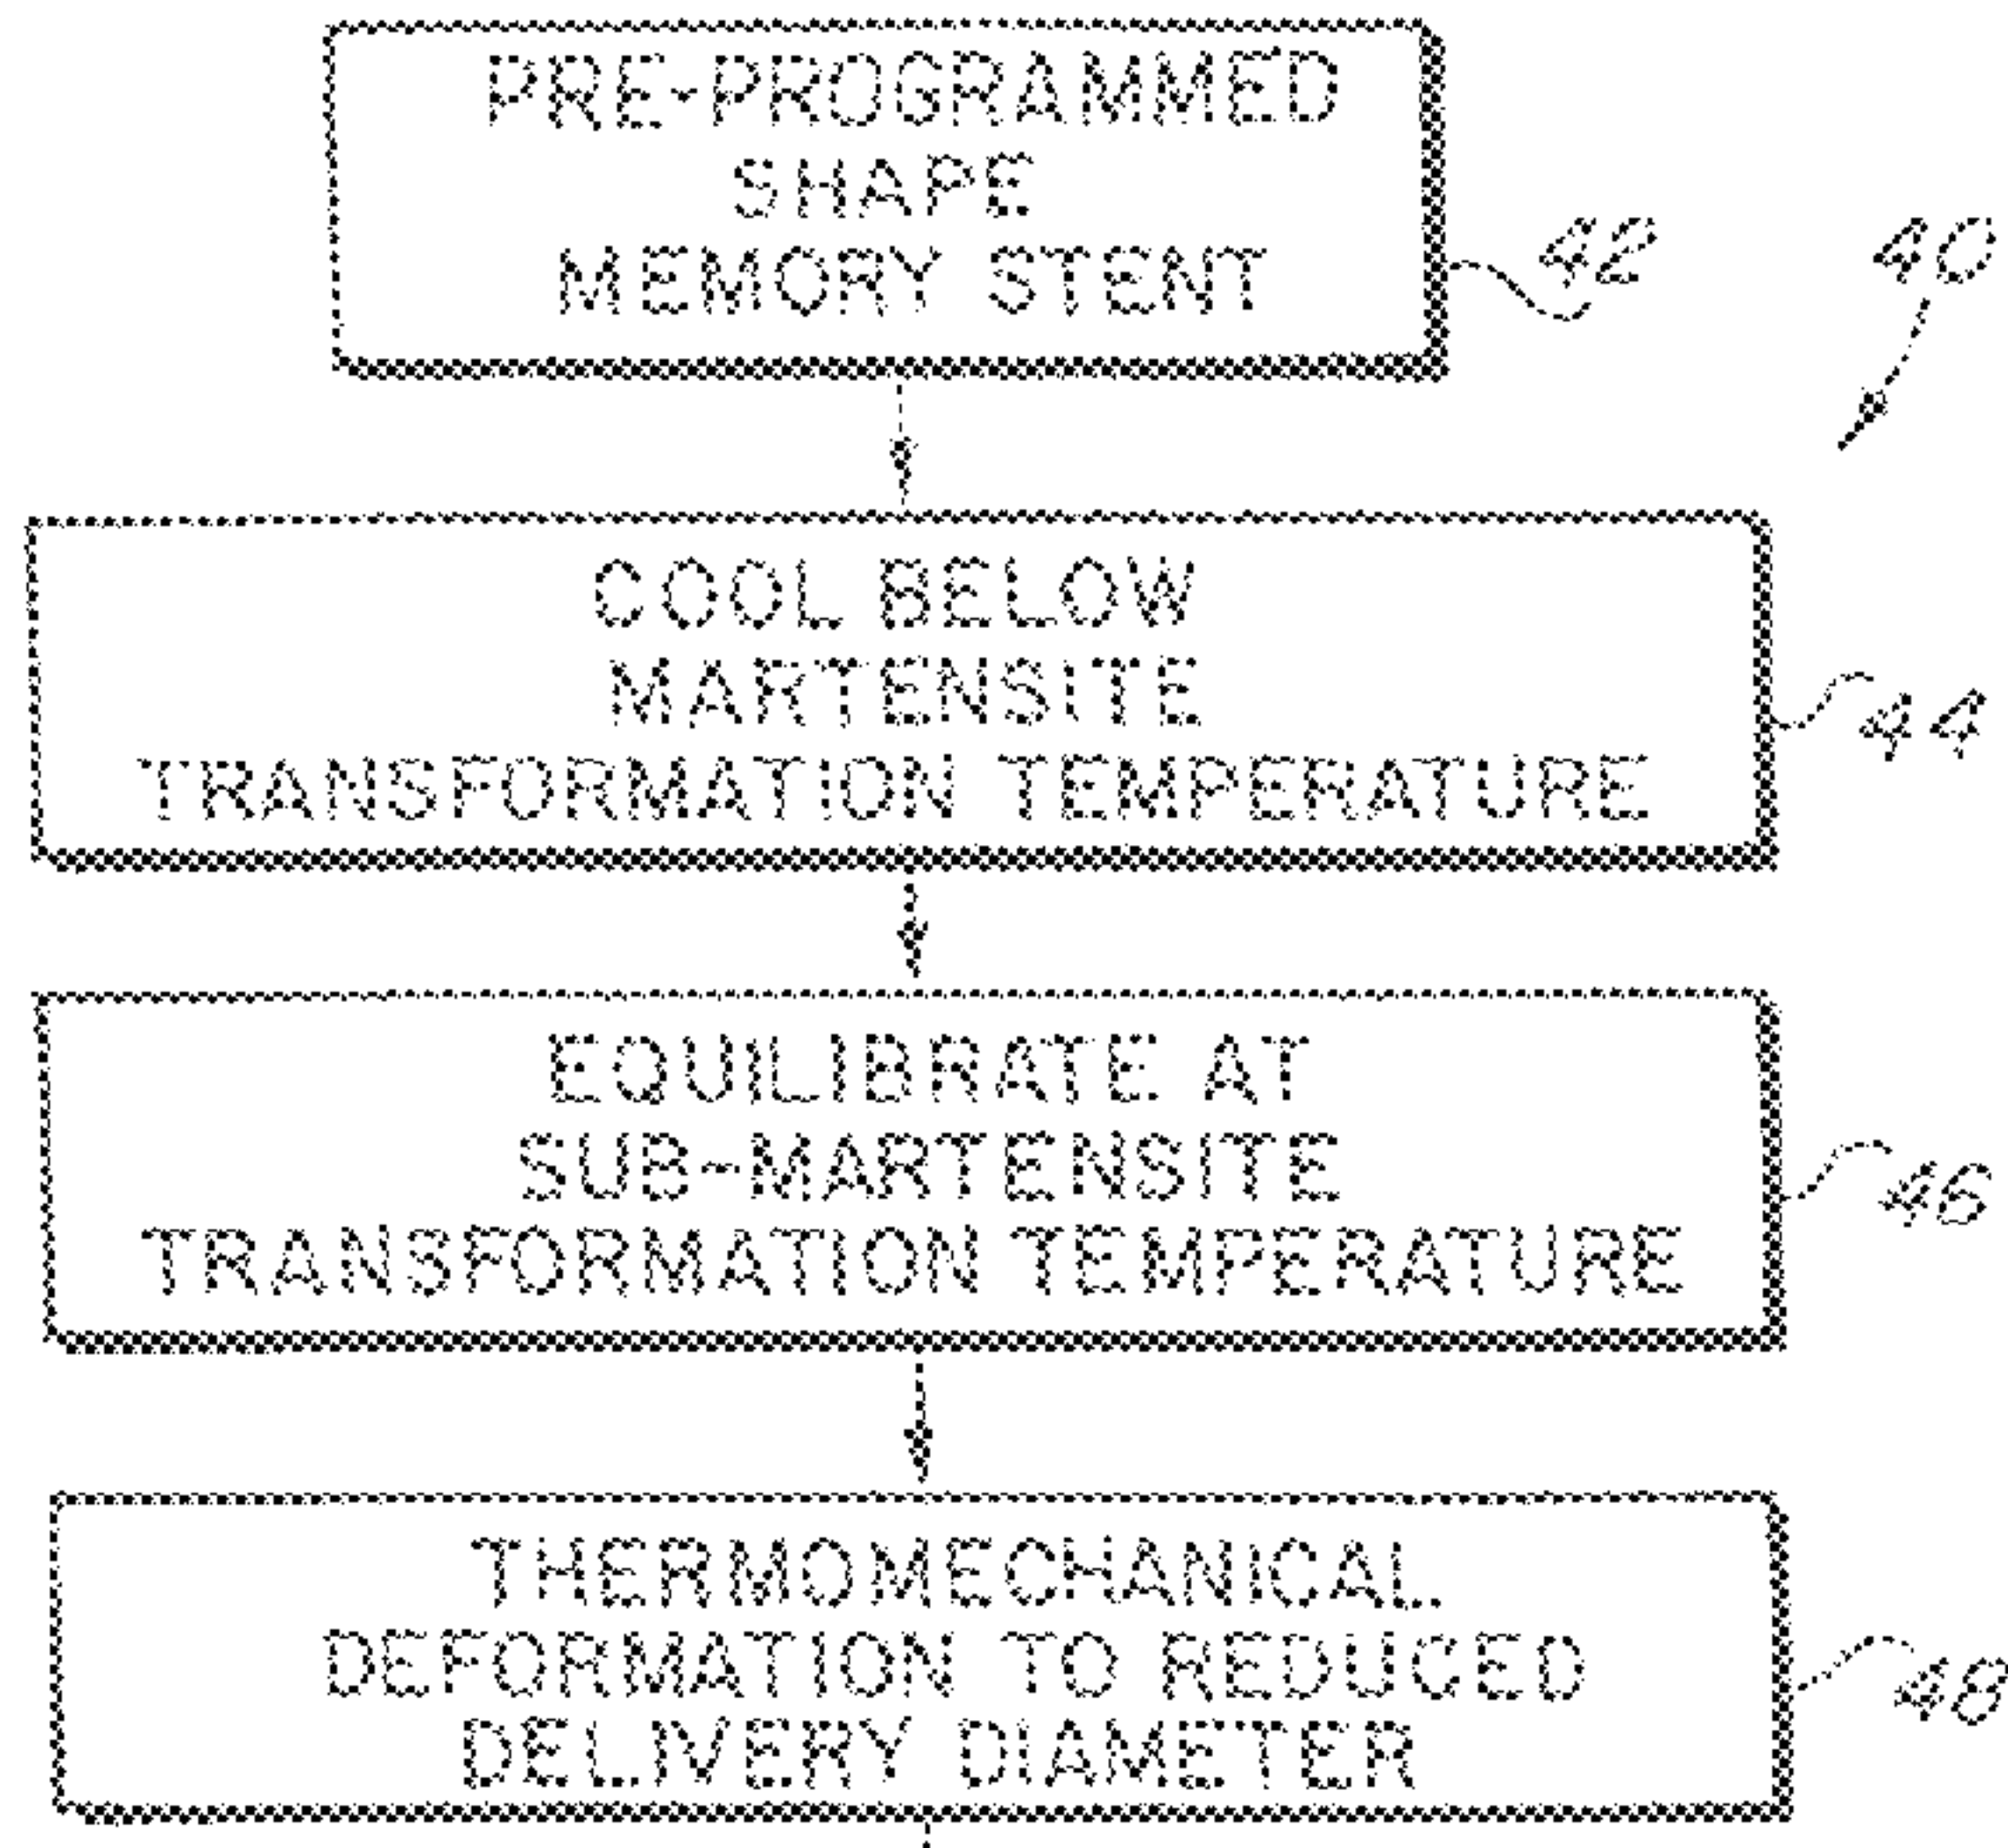 PRE-PROGRAMMED
SHAPE
MEMORY STENT
42
40
COOL BELOW
MARTENSITE
TRANSFORMATION TEMPERATURE
44
EQUILIBRATE AT
SUB-MARTENSITE
TRANSFORMATION TEMPERATURE
46
THERMOMECHANICAL
DEFORMATION TO REDUCED
DELIVERY DIAMETER
48